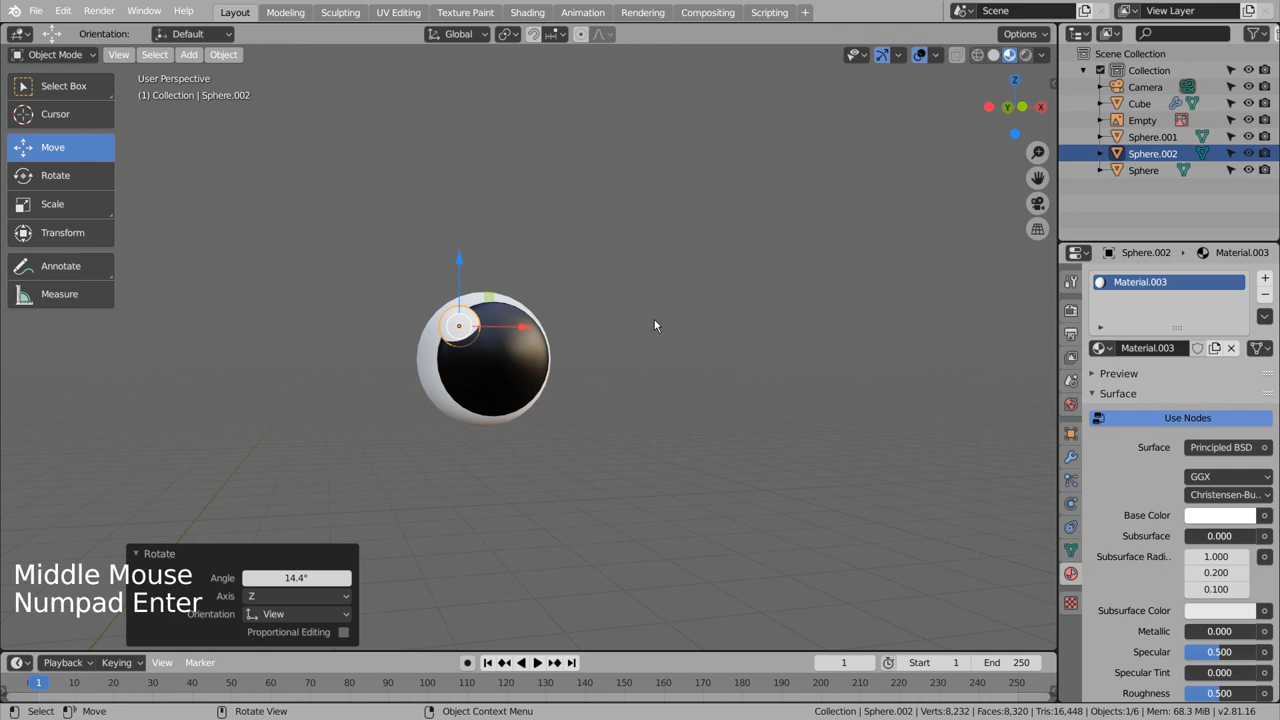 File Edit Render Window Help Layout Modeling Sculpting UV Editing Texture Paint Shading Animation Rendering Compositing Scripting + Scene View Layer
Orientation: Default Global Options
Object Mode View Select Add Object
User Perspective
(1) Collection | Sphere.002
Select Box
Cursor
Move
Rotate
Scale
Transform
Annotate
Measure
Z
Y
X
Scene Collection
Collection
Camera
Cube
Empty
Sphere.001
Sphere.002
Sphere
Sphere.002 Material.003
Material.003
Material.003
Preview
Surface
Use Nodes
Surface Principled BSD
GGX
Christensen-Bu..
Base Color
Subsurface 0.000
Subsurface Radi.. 1.000
0.200
0.100
Subsurface Color
Metallic 0.000
Specular 0.500
Specular Tint 0.000
Roughness 0.500
Rotate
Angle 14.4°
Axis Z
Orientation View
Proportional Editing
Middle Mouse
Numpad Enter
Playback Keying View Marker 1 Start 1 End 250
1 10 20 30 40 50 60 70 80 90 100 110 120 130 140 150 160 170 180 190 200 210 220 230 240 250
Select Move Rotate View Object Context Menu Collection | Sphere.002 | Verts:8,232 | Faces:8,320 | Tris:16,448 | Objects:1/6 | Mem: 68.3 MiB | v2.81.16